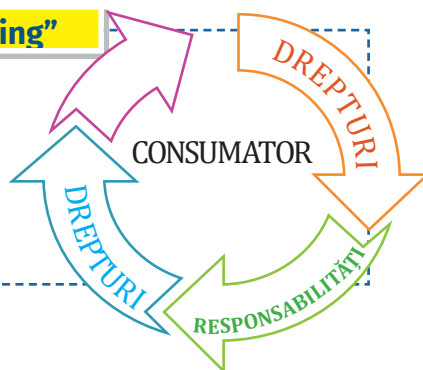 ing”
DREPTURI
CONSUMATOR
DREPTURI
RESPONSABILITĂȚI